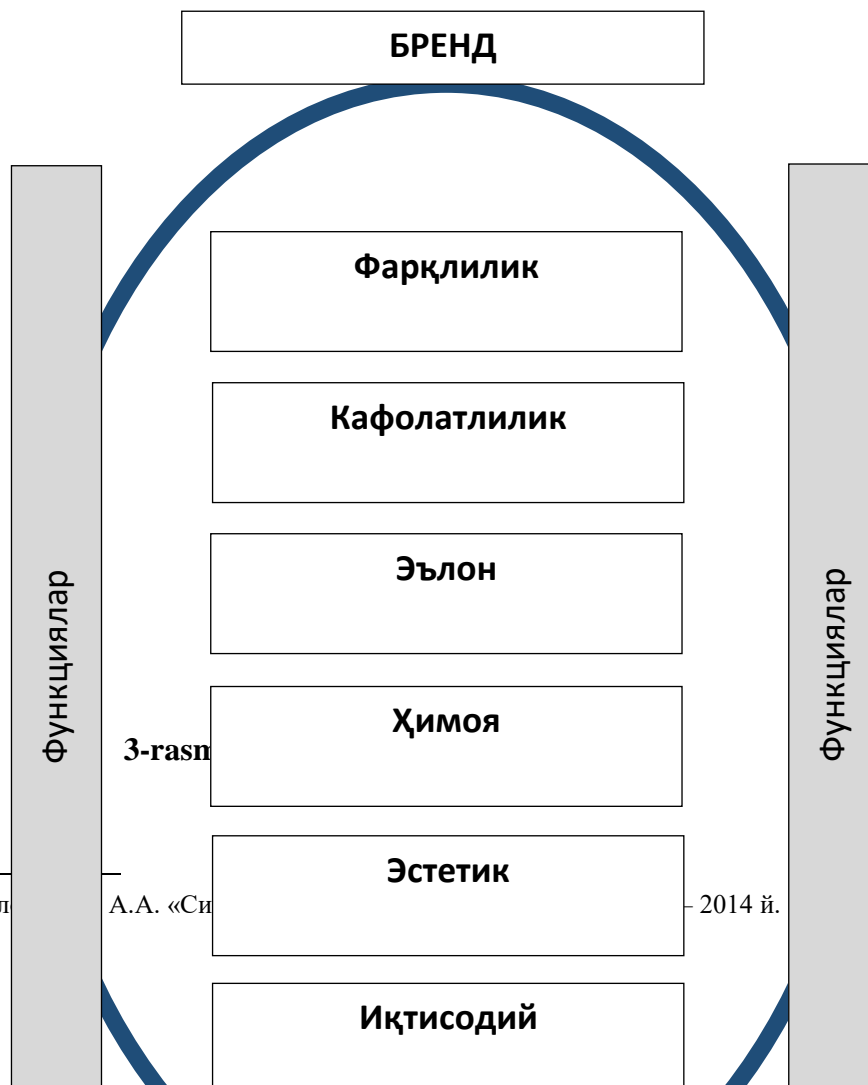 БРЕНД
Фарқлилик
Кафолатлилик
Эълон
Функциялар
Функциялар
Ҳимоя
3-rasm
Эстетик
А.А. «Си
- 2014 й.
Иқтисодий